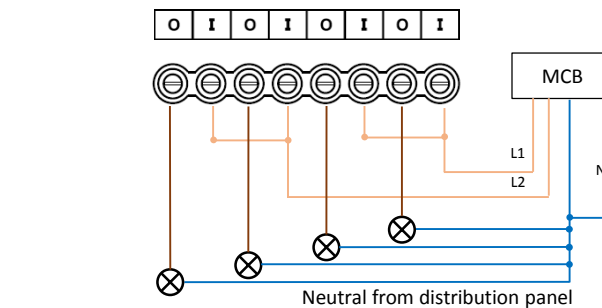 O I O I O I O I
MCB
L1
N
L2
Neutral from distribution panel